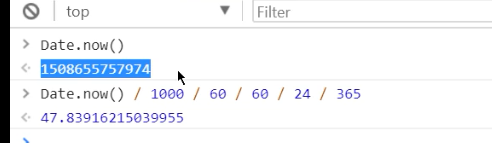 top ▼ Filter
> Date.now()
< 1508655757974
> Date.now() / 1000 / 60 / 60 / 24 / 365
< 47.83916215039955
>